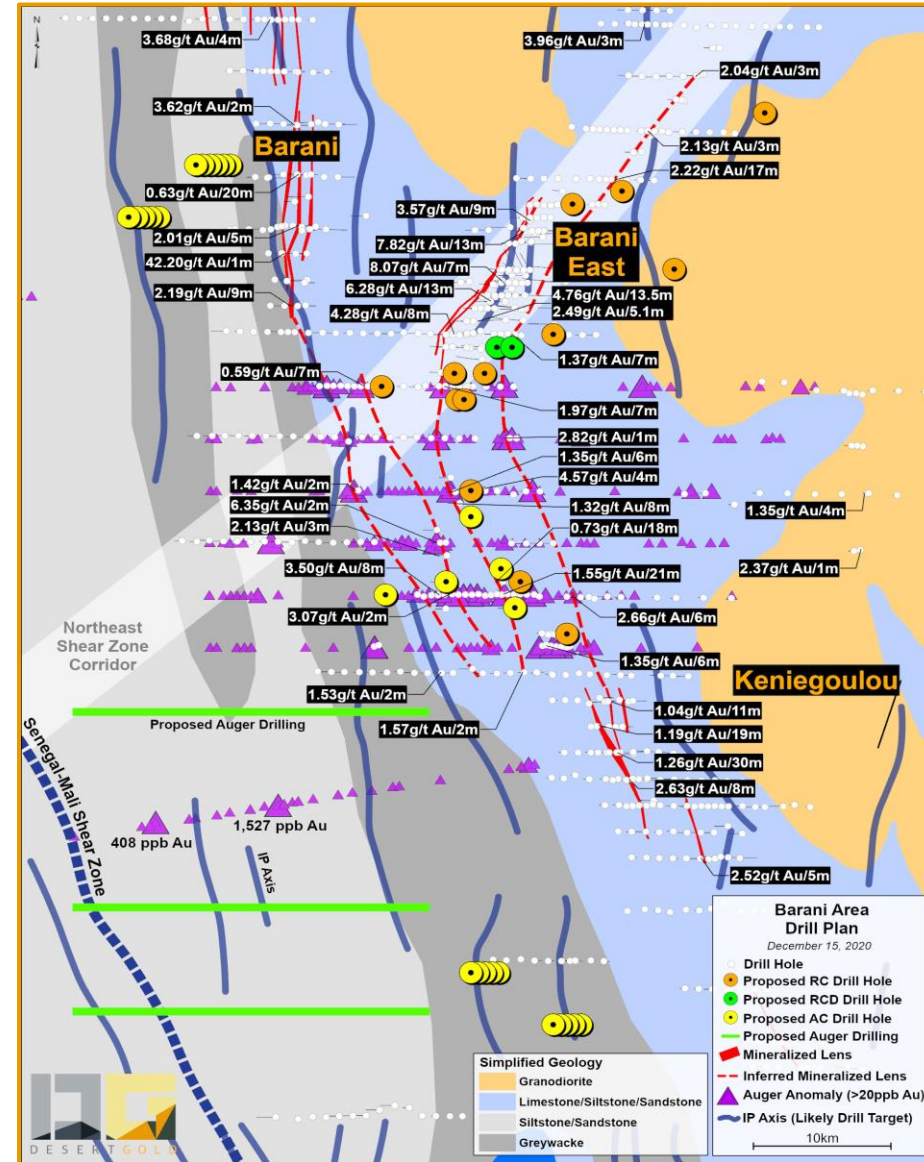 N
3.68g/t Au/4m
3.96g/t Au/3m
2.04g/t Au/3m
3.62g/t Au/2m
Barani
2.13g/t Au/3m
2.22g/t Au/17m
0.63g/t Au/20m
3.57g/t Au/9m
2.01g/t Au/5m
7.82g/t Au/13m
Barani
East
42.20g/t Au/1m
8.07g/t Au/7m
2.19g/t Au/9m
6.28g/t Au/13m
4.76g/t Au/13.5m
2.49g/t Au/5.1m
4.28g/t Au/8m
1.37g/t Au/7m
0.59g/t Au/7m
1.97g/t Au/7m
2.82g/t Au/1m
1.35g/t Au/6m
4.57g/t Au/4m
1.42g/t Au/2m
6.35g/t Au/2m
1.32g/t Au/8m
1.35g/t Au/4m
2.13g/t Au/3m
0.73g/t Au/18m
3.50g/t Au/8m
1.55g/t Au/21m
2.37g/t Au/1m
3.07g/t Au/2m
2.66g/t Au/6m
Northeast
Shear Zone
Corridor
1.35g/t Au/6m
Keniegoulou
1.53g/t Au/2m
1.57g/t Au/2m
1.04g/t Au/11m
Proposed Auger Drilling
1.19g/t Au/19m
1.26g/t Au/30m
2.63g/t Au/8m
Senegal-Mali Shear Zone
408 ppb Au
1,527 ppb Au
IP Axis
2.52g/t Au/5m
Barani Area
Drill Plan
December 15, 2020
Drill Hole
Proposed RC Drill Hole
Proposed RCD Drill Hole
Proposed AC Drill Hole
Proposed Auger Drilling
Mineralized Lens
Inferred Mineralized Lens
Auger Anomaly (>20ppb Au)
IP Axis (Likely Drill Target)
10km
Simplified Geology
Granodiorite
Limestone/Siltstone/Sandstone
Siltstone/Sandstone
Greywacke
DG
DESERTGOLD